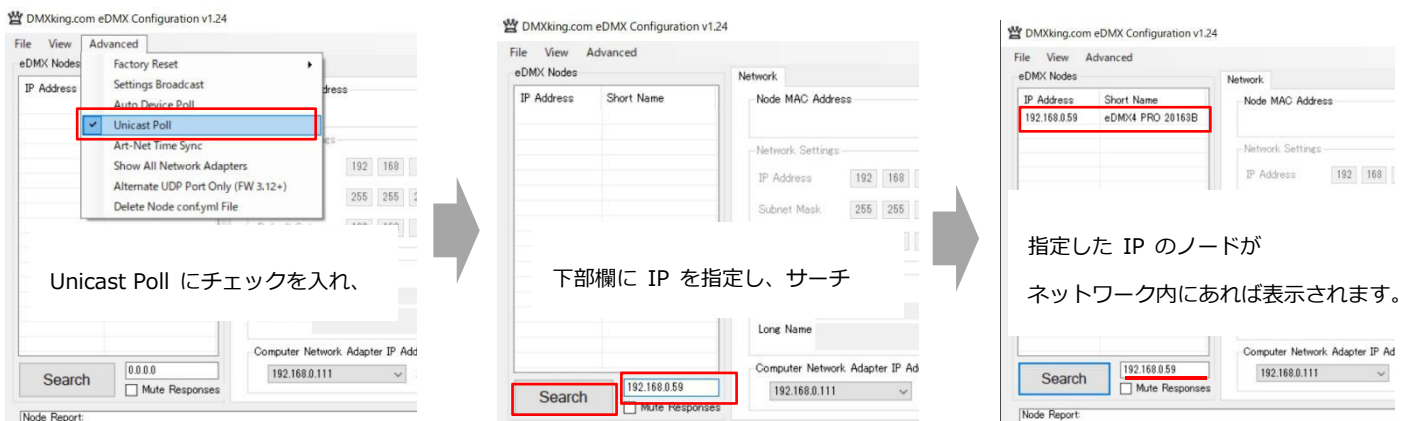 DMXking.com eDMX Configuration v1.24
File View Advanced
eDMX Nodes
IP Address
Factory Reset
Settings Broadcast
Auto Device Poll
Unicast Poll
Art-Net Time Sync
Show All Network Adapters
Alternate UDP Port Only (FW 3.12+)
Delete Node conf.yml File
192 168
255 255
Unicast Poll にチェックを入れ、
Computer Network Adapter IP Add
Search
0.0.0.0
Mute Responses
192.168.0.111
Node Report:
DMXking.com eDMX Configuration v1.24
File View Advanced
eDMX Nodes
IP Address Short Name
Network
Node MAC Address
Network Settings
IP Address 192 168
Subnet Mask 255 255
下部欄に IP を指定し、サーチ
Long Name
Computer Network Adapter IP Ad
Search
192.168.0.59
Mute Responses
192.168.0.111
DMXking.com eDMX Configuration v1.24
File View Advanced
eDMX Nodes
IP Address Short Name
192.168.0.59 eDMX4 PRO 20163B
Network
Node MAC Address
Network Settings
IP Address 192 168
指定した IP のノードが
ネットワーク内にあれば表示されます。
Computer Network Adapter IP Ad
Search
192.168.0.59
Mute Responses
192.168.0.111
Node Report: